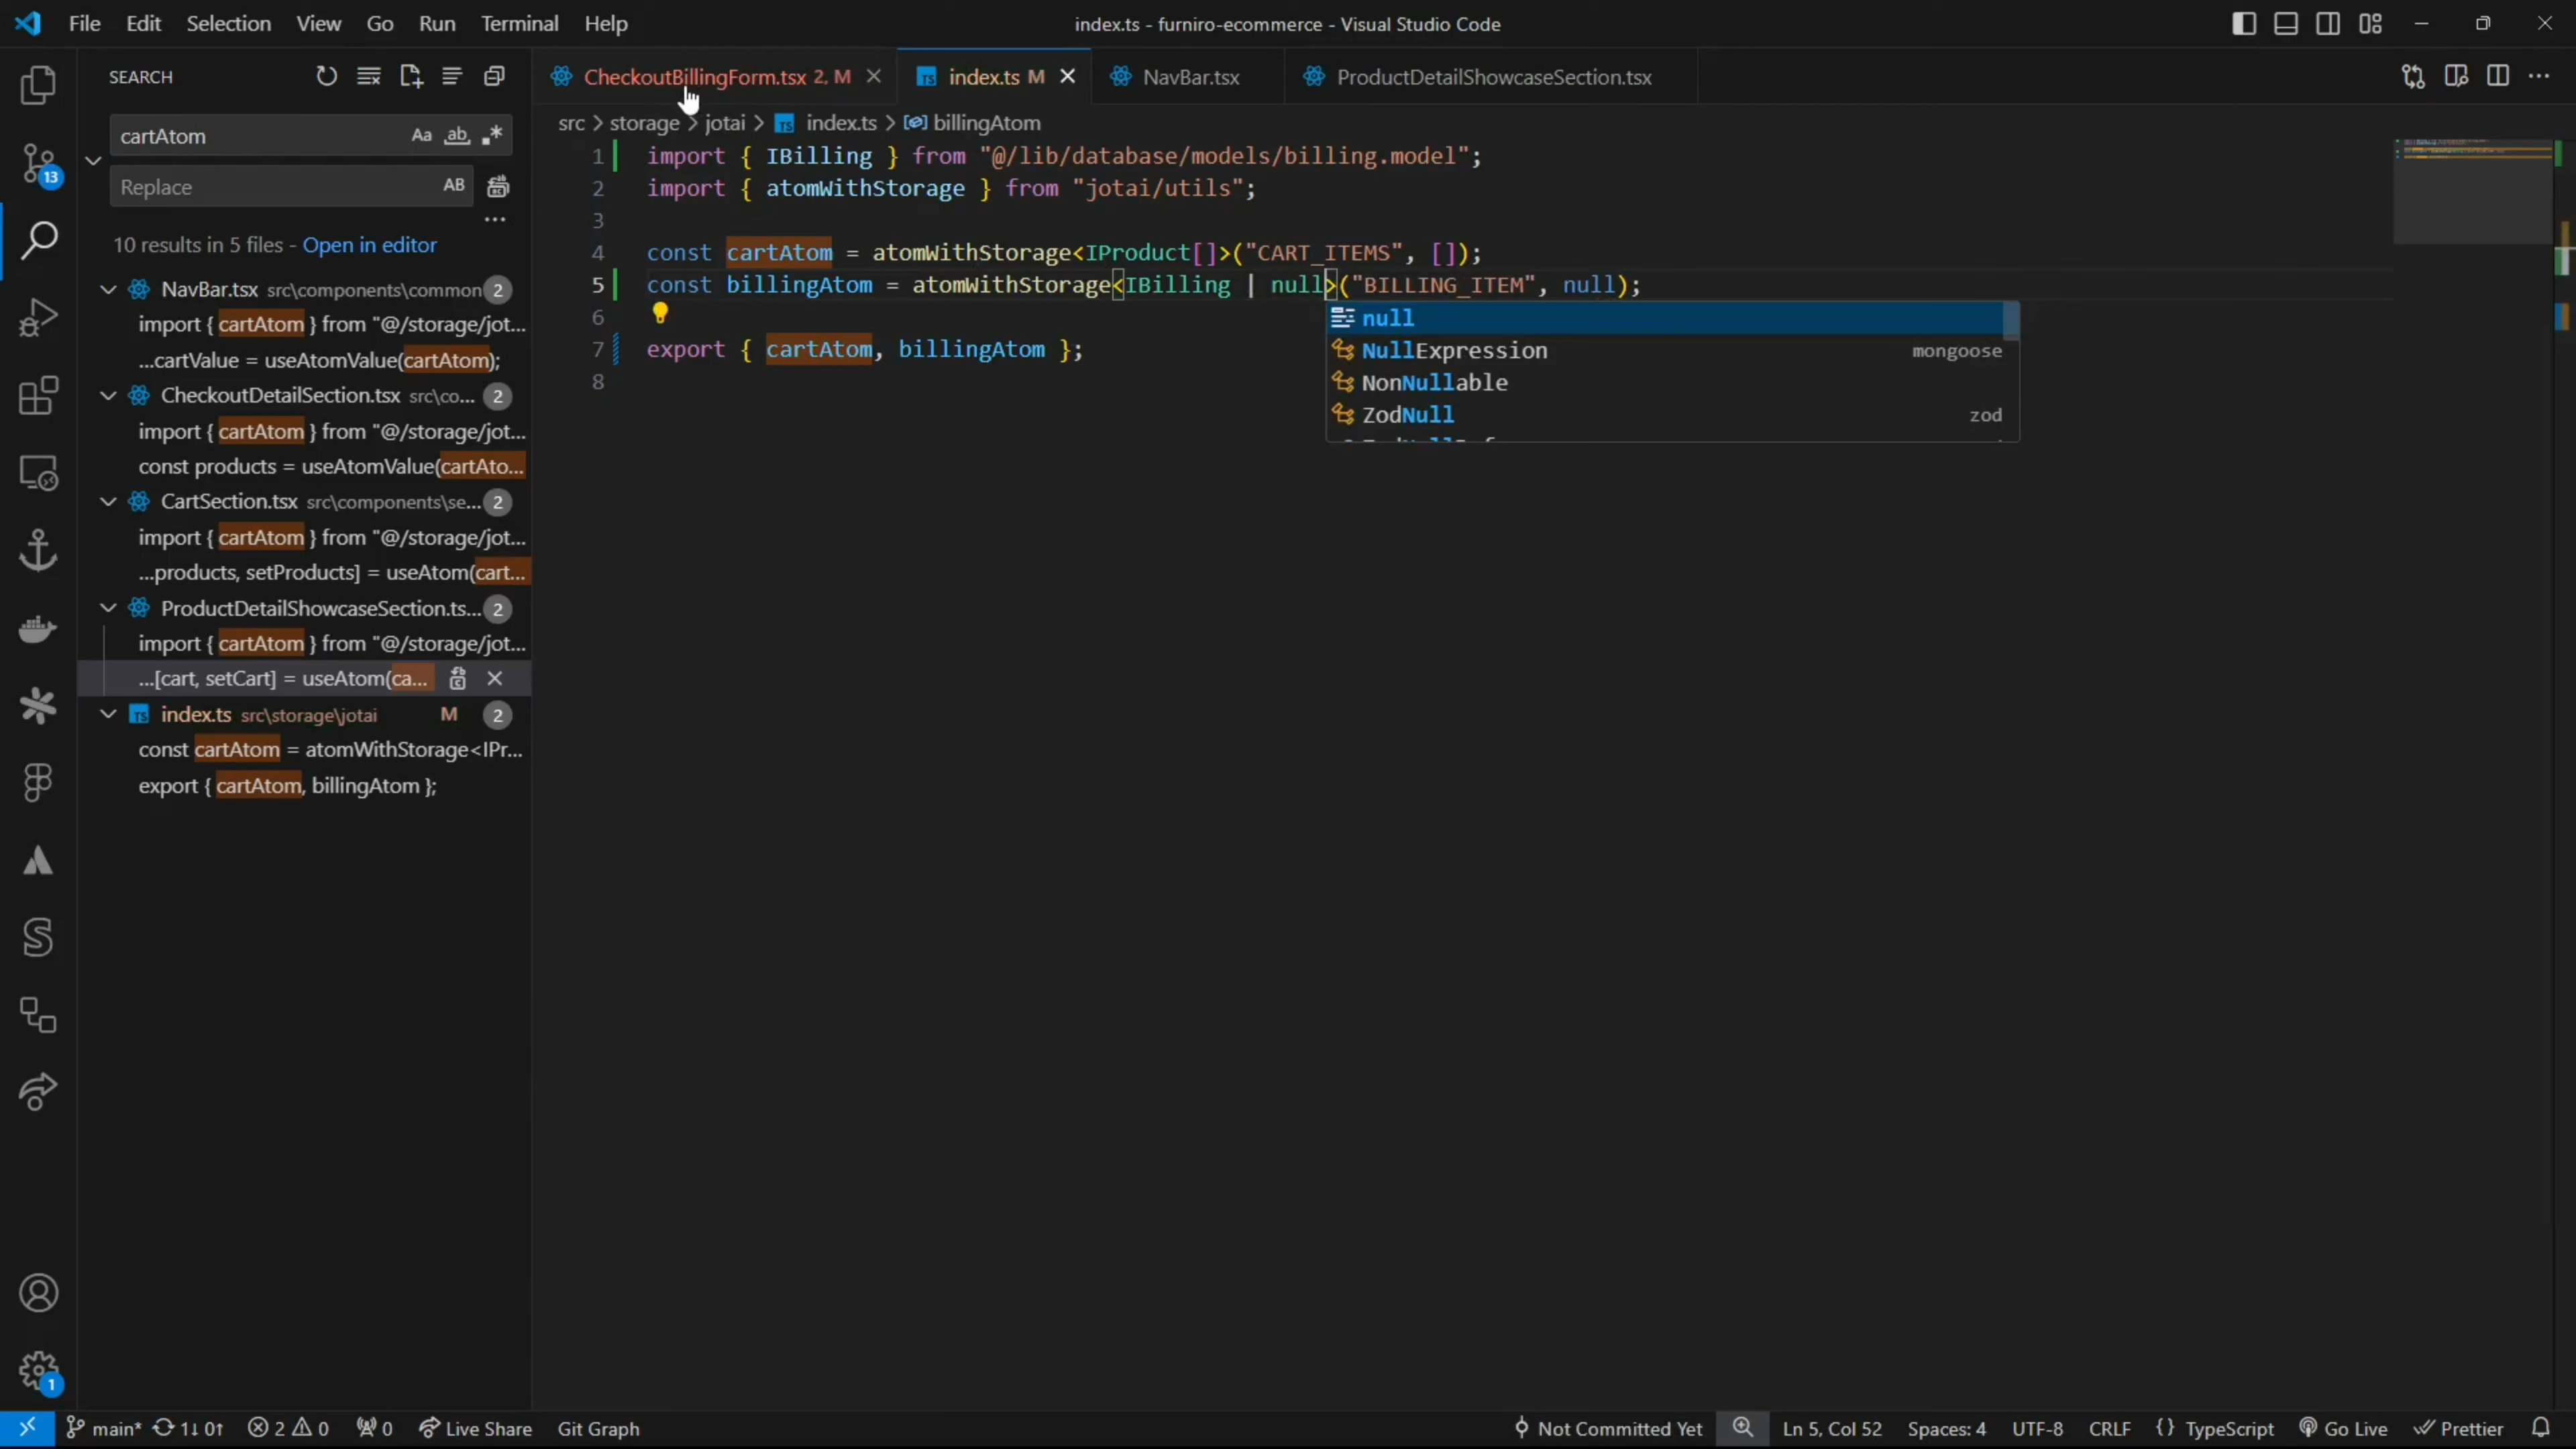 File Edit Selection View Go Run Terminal Help
index.ts - furniro-ecommerce - Visual Studio Code
SEARCH
CheckoutBillingForm.tsx 2, M
index.ts M
NavBar.tsx
ProductDetailShowcaseSection.tsx
cartAtom
Aa ab
Replace
AB
10 results in 5 files - Open in editor
NavBar.tsx src\components\common 2
import { cartAtom } from "@/storage/jot...
...cartValue = useAtomValue(cartAtom);
CheckoutDetailSection.tsx src\co... 2
import { cartAtom } from "@/storage/jot...
const products = useAtomValue(cartAto...
CartSection.tsx src\components\se... 2
import { cartAtom } from "@/storage/jot...
...products, setProducts] = useAtom(cart...
ProductDetailShowcaseSection.ts... 2
import { cartAtom } from "@/storage/jot...
...[cart, setCart] = useAtom(ca...
index.ts src\storage\jotai M 2
const cartAtom = atomWithStorage<IPr...
export { cartAtom, billingAtom };
13
1
src > storage > jotai > TS index.ts > billingAtom
1 import { IBilling } from "@/lib/database/models/billing.model";
2 import { atomWithStorage } from "jotai/utils";
3
4 const cartAtom = atomWithStorage<IProduct[]>("CART_ITEMS", []);
5 const billingAtom = atomWithStorage<IBilling | null>("BILLING_ITEM", null);
6
7 export { cartAtom, billingAtom };
8
null
NullExpression mongoose
NonNullable
ZodNull zod
main* 1↓ 0↑ 2 0 0 Live Share Git Graph
Not Committed Yet Ln 5, Col 52 Spaces: 4 UTF-8 CRLF {} TypeScript Go Live Prettier